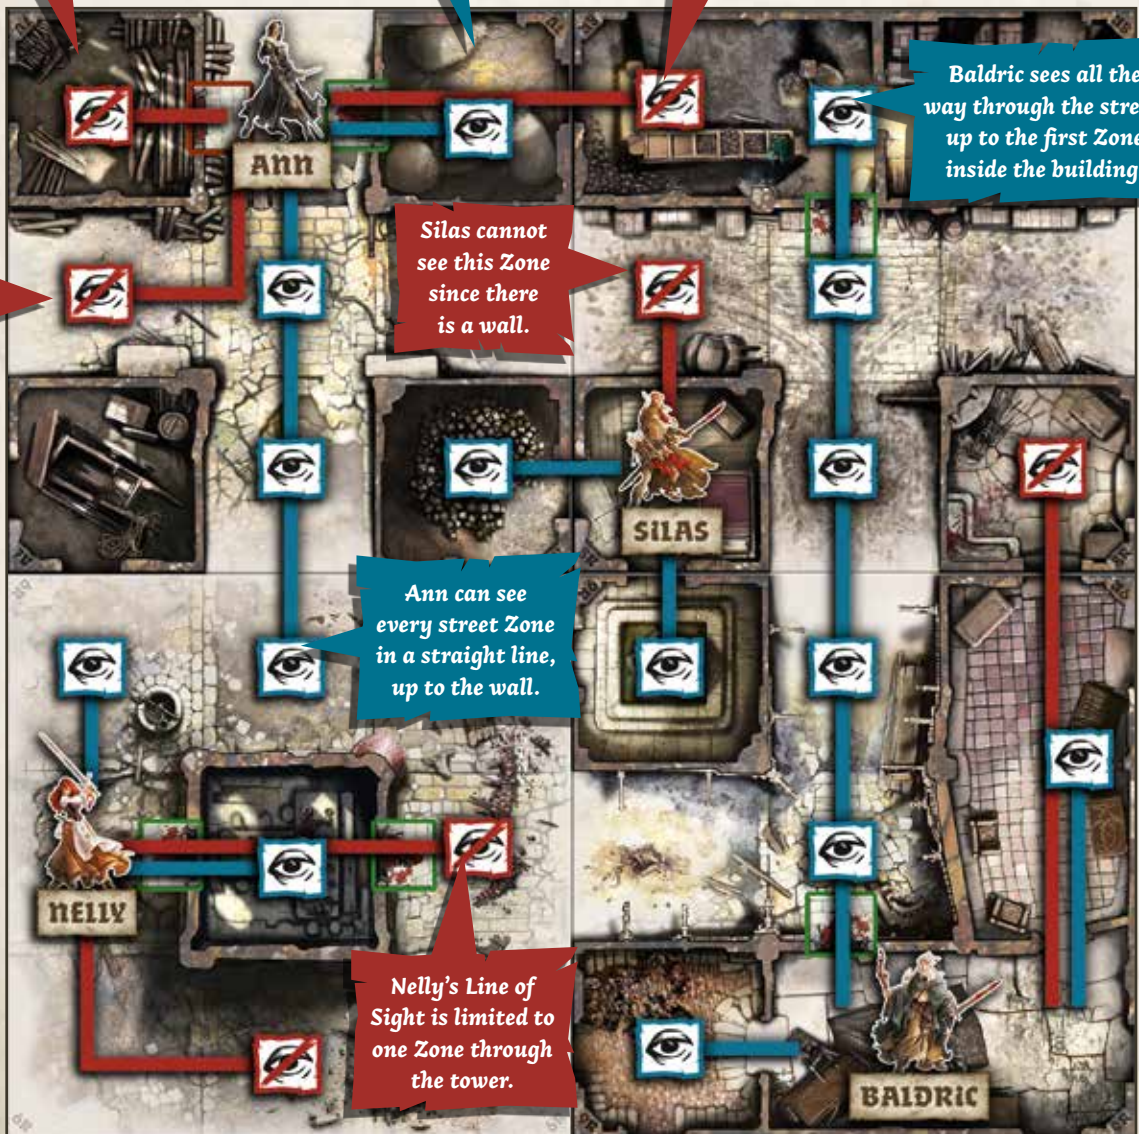 Baldric sees all the
way through the stree
up to the first Zone
inside the building
ANN
Silas cannot
see this Zone
since there
is a wall.
SILAS
Ann can see
every street Zone
in a straight line,
up to the wall.
NELLY
Nelly's Line of
Sight is limited to
one Zone through
the tower.
BALDRIC